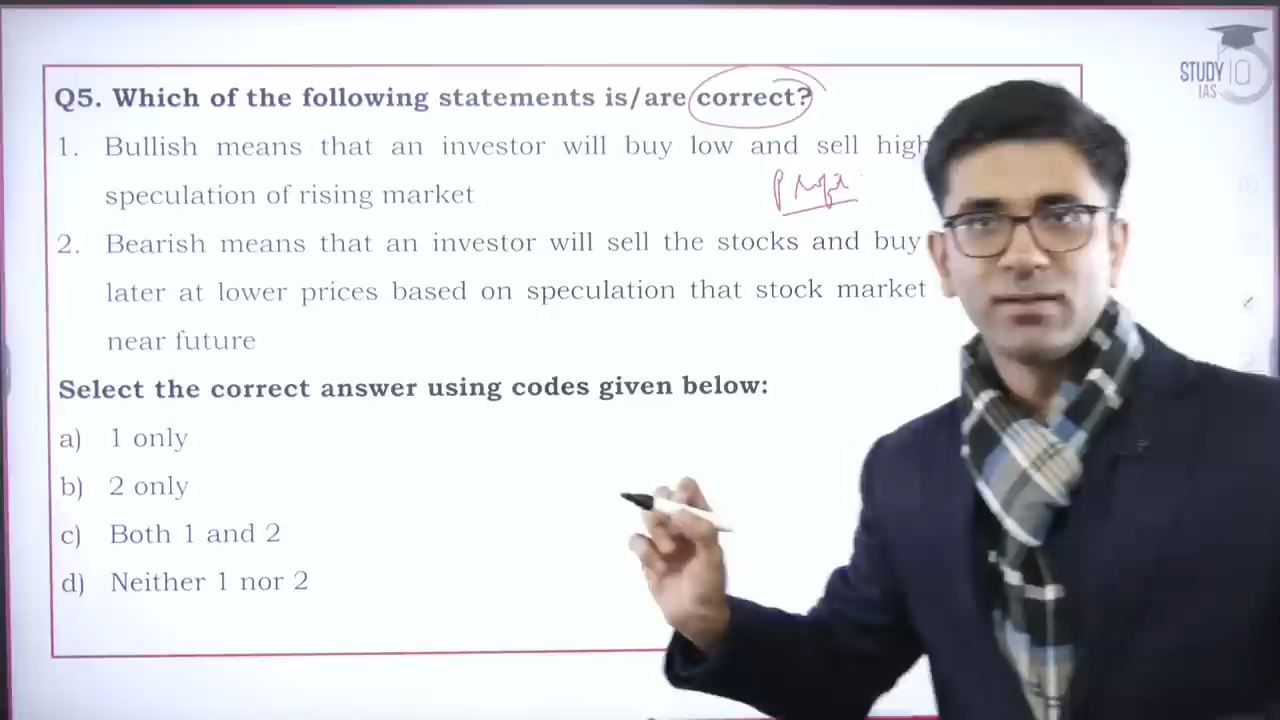 STUDY IQ
IAS
Q5. Which of the following statements is/are correct?
1. Bullish means that an investor will buy low and sell high
speculation of rising market
2. Bearish means that an investor will sell the stocks and buy
later at lower prices based on speculation that stock market
near future
Select the correct answer using codes given below:
a) 1 only
b) 2 only
c) Both 1 and 2
d) Neither 1 nor 2